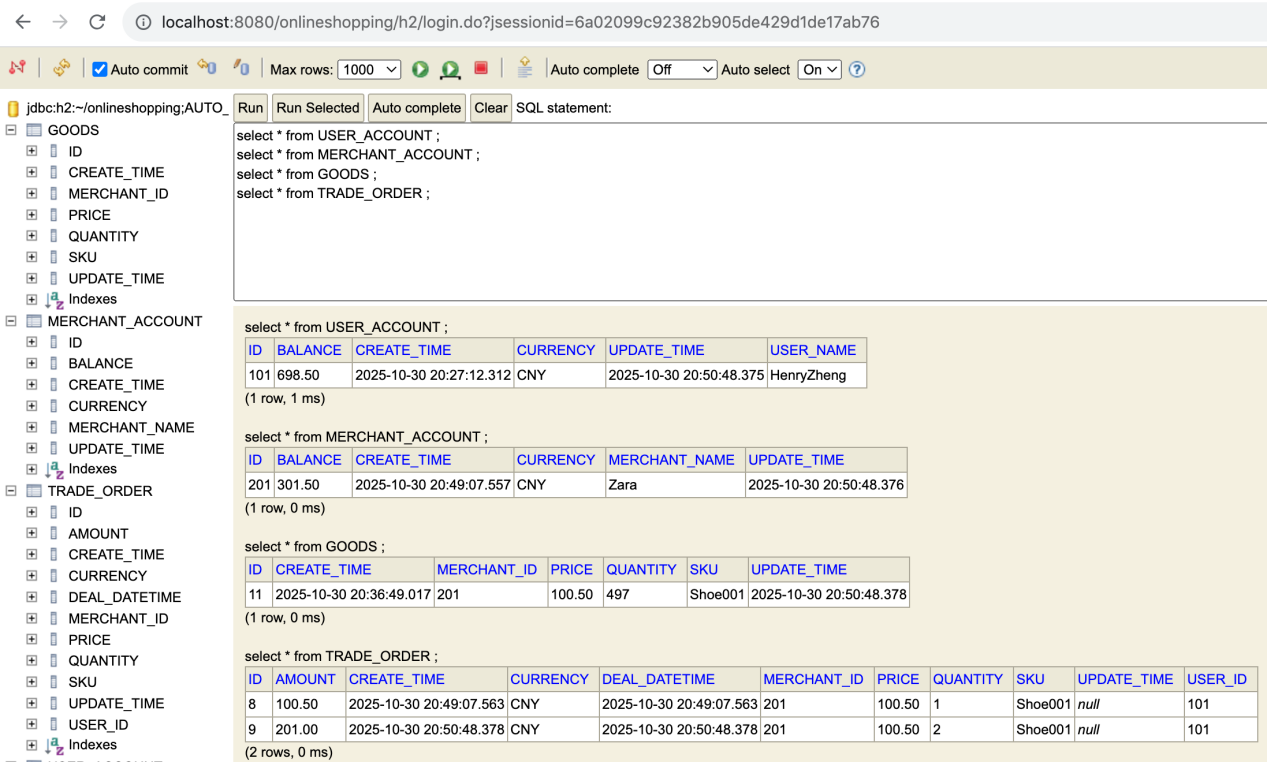 localhost:8080/onlineshopping/h2/login.do?jsessionid=6a02099c92382b905de429d1de17ab76
Auto commit Max rows: 1000 Auto complete Off Auto select On ?
jdbc:h2:~/onlineshopping;AUTO_
Run Run Selected Auto complete Clear SQL statement:
select * from USER_ACCOUNT ;
select * from MERCHANT_ACCOUNT ;
select * from GOODS ;
select * from TRADE_ORDER ;
GOODS
ID
CREATE_TIME
MERCHANT_ID
PRICE
QUANTITY
SKU
UPDATE_TIME
Indexes
MERCHANT_ACCOUNT
ID
BALANCE
CREATE_TIME
CURRENCY
MERCHANT_NAME
UPDATE_TIME
Indexes
TRADE_ORDER
ID
AMOUNT
CREATE_TIME
CURRENCY
DEAL_DATETIME
MERCHANT_ID
PRICE
QUANTITY
SKU
UPDATE_TIME
USER_ID
Indexes
select * from USER_ACCOUNT ;
ID BALANCE CREATE_TIME CURRENCY UPDATE_TIME USER_NAME
101 698.50 2025-10-30 20:27:12.312 CNY 2025-10-30 20:50:48.375 HenryZheng
(1 row, 1 ms)
select * from MERCHANT_ACCOUNT ;
ID BALANCE CREATE_TIME CURRENCY MERCHANT_NAME UPDATE_TIME
201 301.50 2025-10-30 20:49:07.557 CNY Zara 2025-10-30 20:50:48.376
(1 row, 0 ms)
select * from GOODS ;
ID CREATE_TIME MERCHANT_ID PRICE QUANTITY SKU UPDATE_TIME
11 2025-10-30 20:36:49.017 201 100.50 497 Shoe001 2025-10-30 20:50:48.378
(1 row, 0 ms)
select * from TRADE_ORDER ;
ID AMOUNT CREATE_TIME CURRENCY DEAL_DATETIME MERCHANT_ID PRICE QUANTITY SKU UPDATE_TIME USER_ID
8 100.50 2025-10-30 20:49:07.563 CNY 2025-10-30 20:49:07.563 201 100.50 1 Shoe001 null 101
9 201.00 2025-10-30 20:50:48.378 CNY 2025-10-30 20:50:48.378 201 100.50 2 Shoe001 null 101
(2 rows, 0 ms)